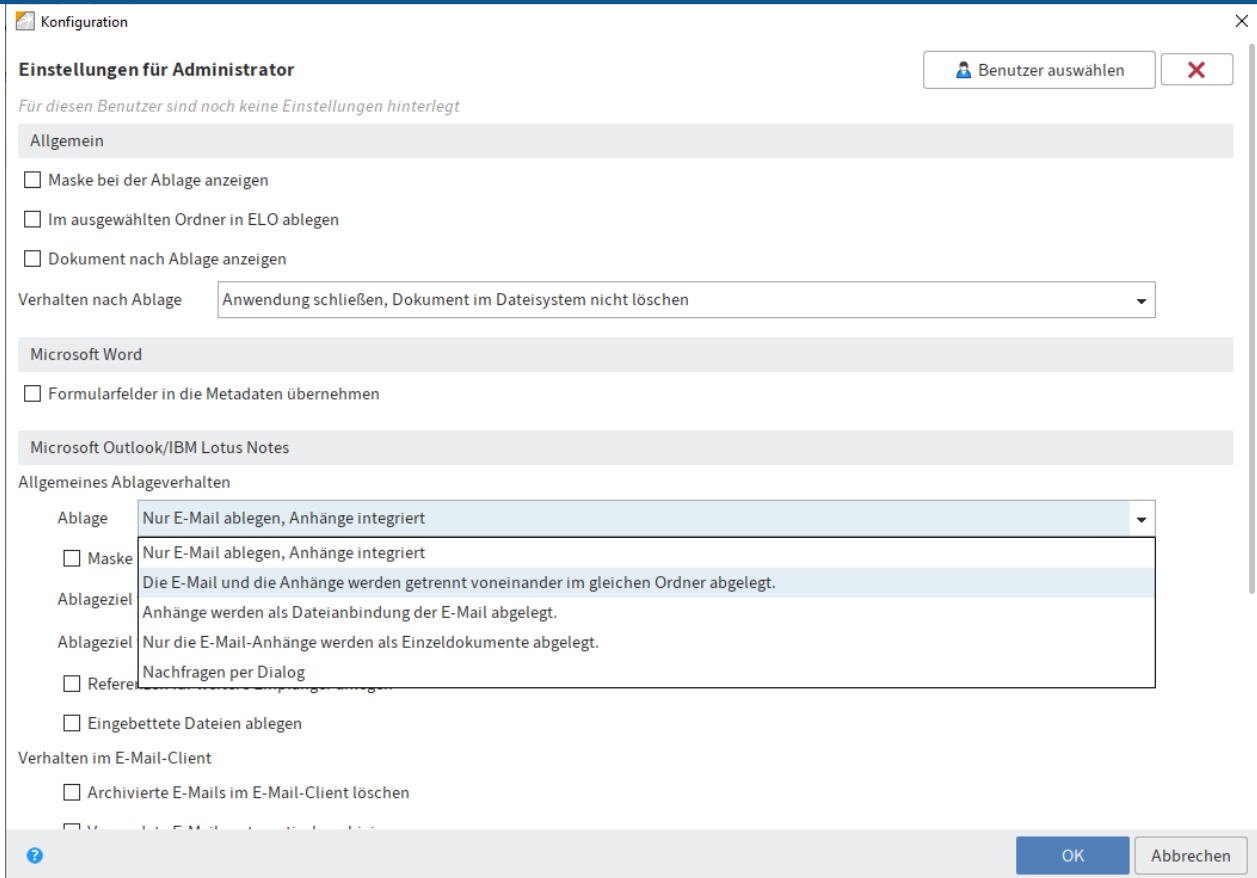 Konfiguration
Einstellungen für Administrator
Benutzer auswählen
Für diesen Benutzer sind noch keine Einstellungen hinterlegt
Allgemein
Maske bei der Ablage anzeigen
Im ausgewählten Ordner in ELO ablegen
Dokument nach Ablage anzeigen
Verhalten nach Ablage Anwendung schließen, Dokument im Dateisystem nicht löschen
Microsoft Word
Formularfelder in die Metadaten übernehmen
Microsoft Outlook/IBM Lotus Notes
Allgemeines Ablageverhalten
Ablage Nur E-Mail ablegen, Anhänge integriert
Maske Nur E-Mail ablegen, Anhänge integriert
Die E-Mail und die Anhänge werden getrennt voneinander im gleichen Ordner abgelegt.
Ablageziel
Anhänge werden als Dateianbindung der E-Mail abgelegt.
Ablageziel Nur die E-Mail-Anhänge werden als Einzeldokumente abgelegt.
Nachfragen per Dialog
Eingebettete Dateien ablegen
Verhalten im E-Mail-Client
Archivierte E-Mails im E-Mail-Client löschen
OK Abbrechen